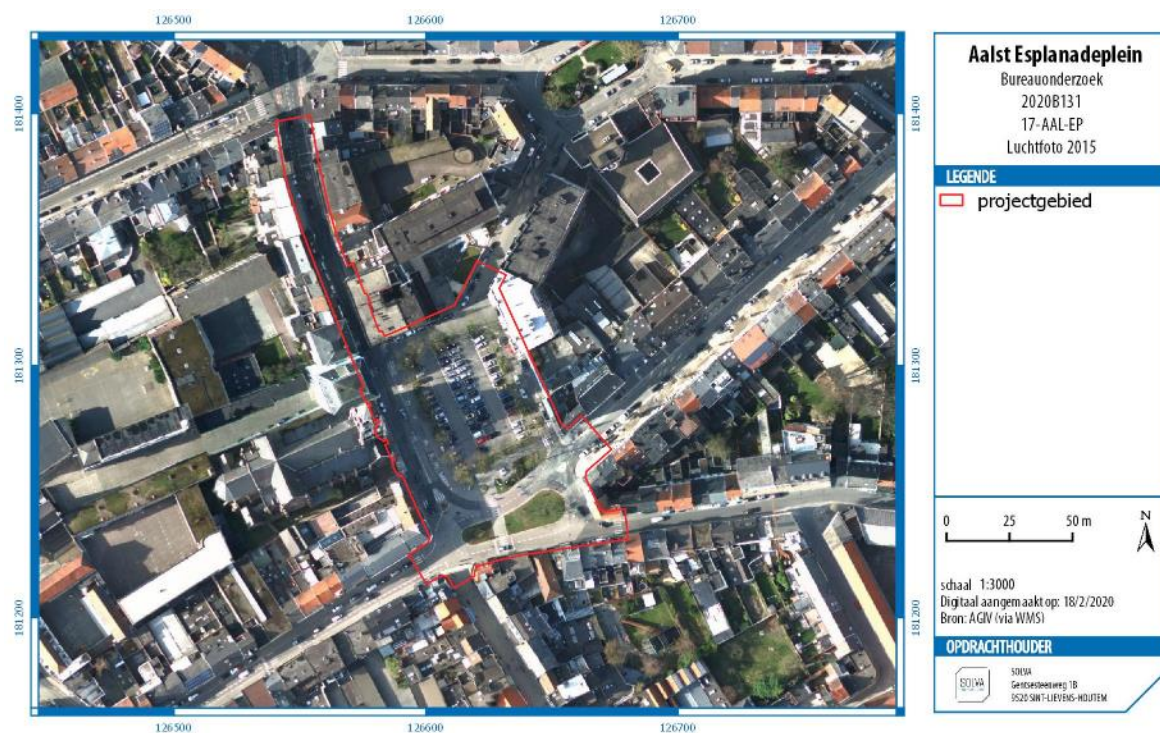 126500 126600 126700
181400 181400
181300 181300
181200 181200
126500 126600 126700
Aalst Esplanadeplein
Bureauonderzoek
2020B131
17-AAL-EP
Luchtfoto 2015
LEGENDE
projectgebied
0 25 50 m
N
schaal 1:3000
Digitaal aangemaakt op: 18/2/2020
Bron: AGIV (via WMS)
OPDRACHTHOUDER
SOLVA
SOLVA
Gentsesteenweg 1B
9520 SINT-LIEVENS-HOUTEM